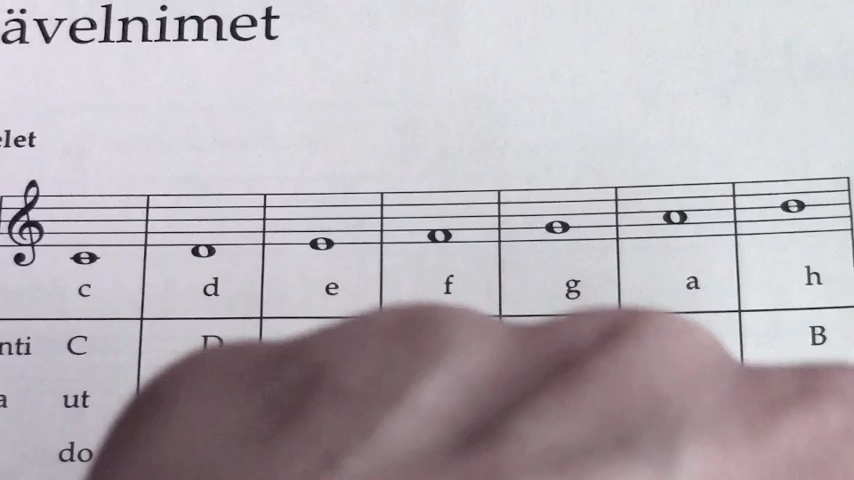 ävelnimet
elet
c d e f g a h
nti C D B
a ut
do